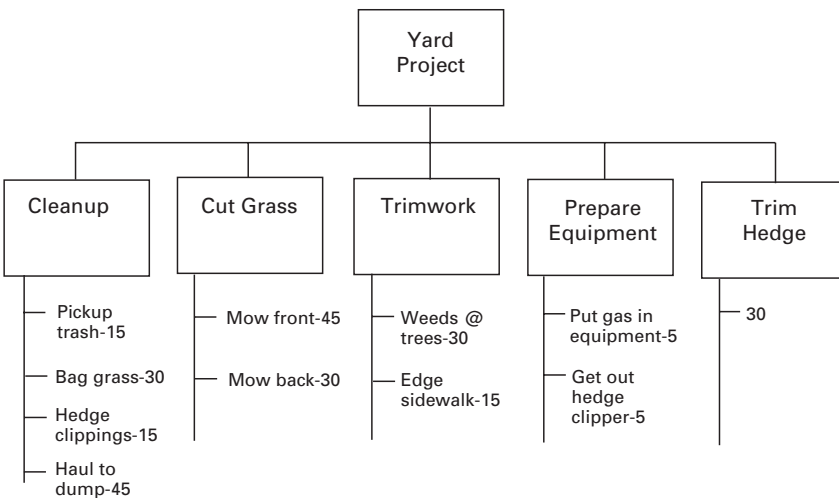 Yard
Project
Cleanup
Cut Grass
Trimwork
Prepare
Equipment
Trim
Hedge
Pickup
trash-15
Bag grass-30
Hedge
clippings-15
Haul to
dump-45
Mow front-45
Mow back-30
Weeds @
trees-30
Edge
sidewalk-15
Put gas in
equipment-5
Get out
hedge
clipper-5
30